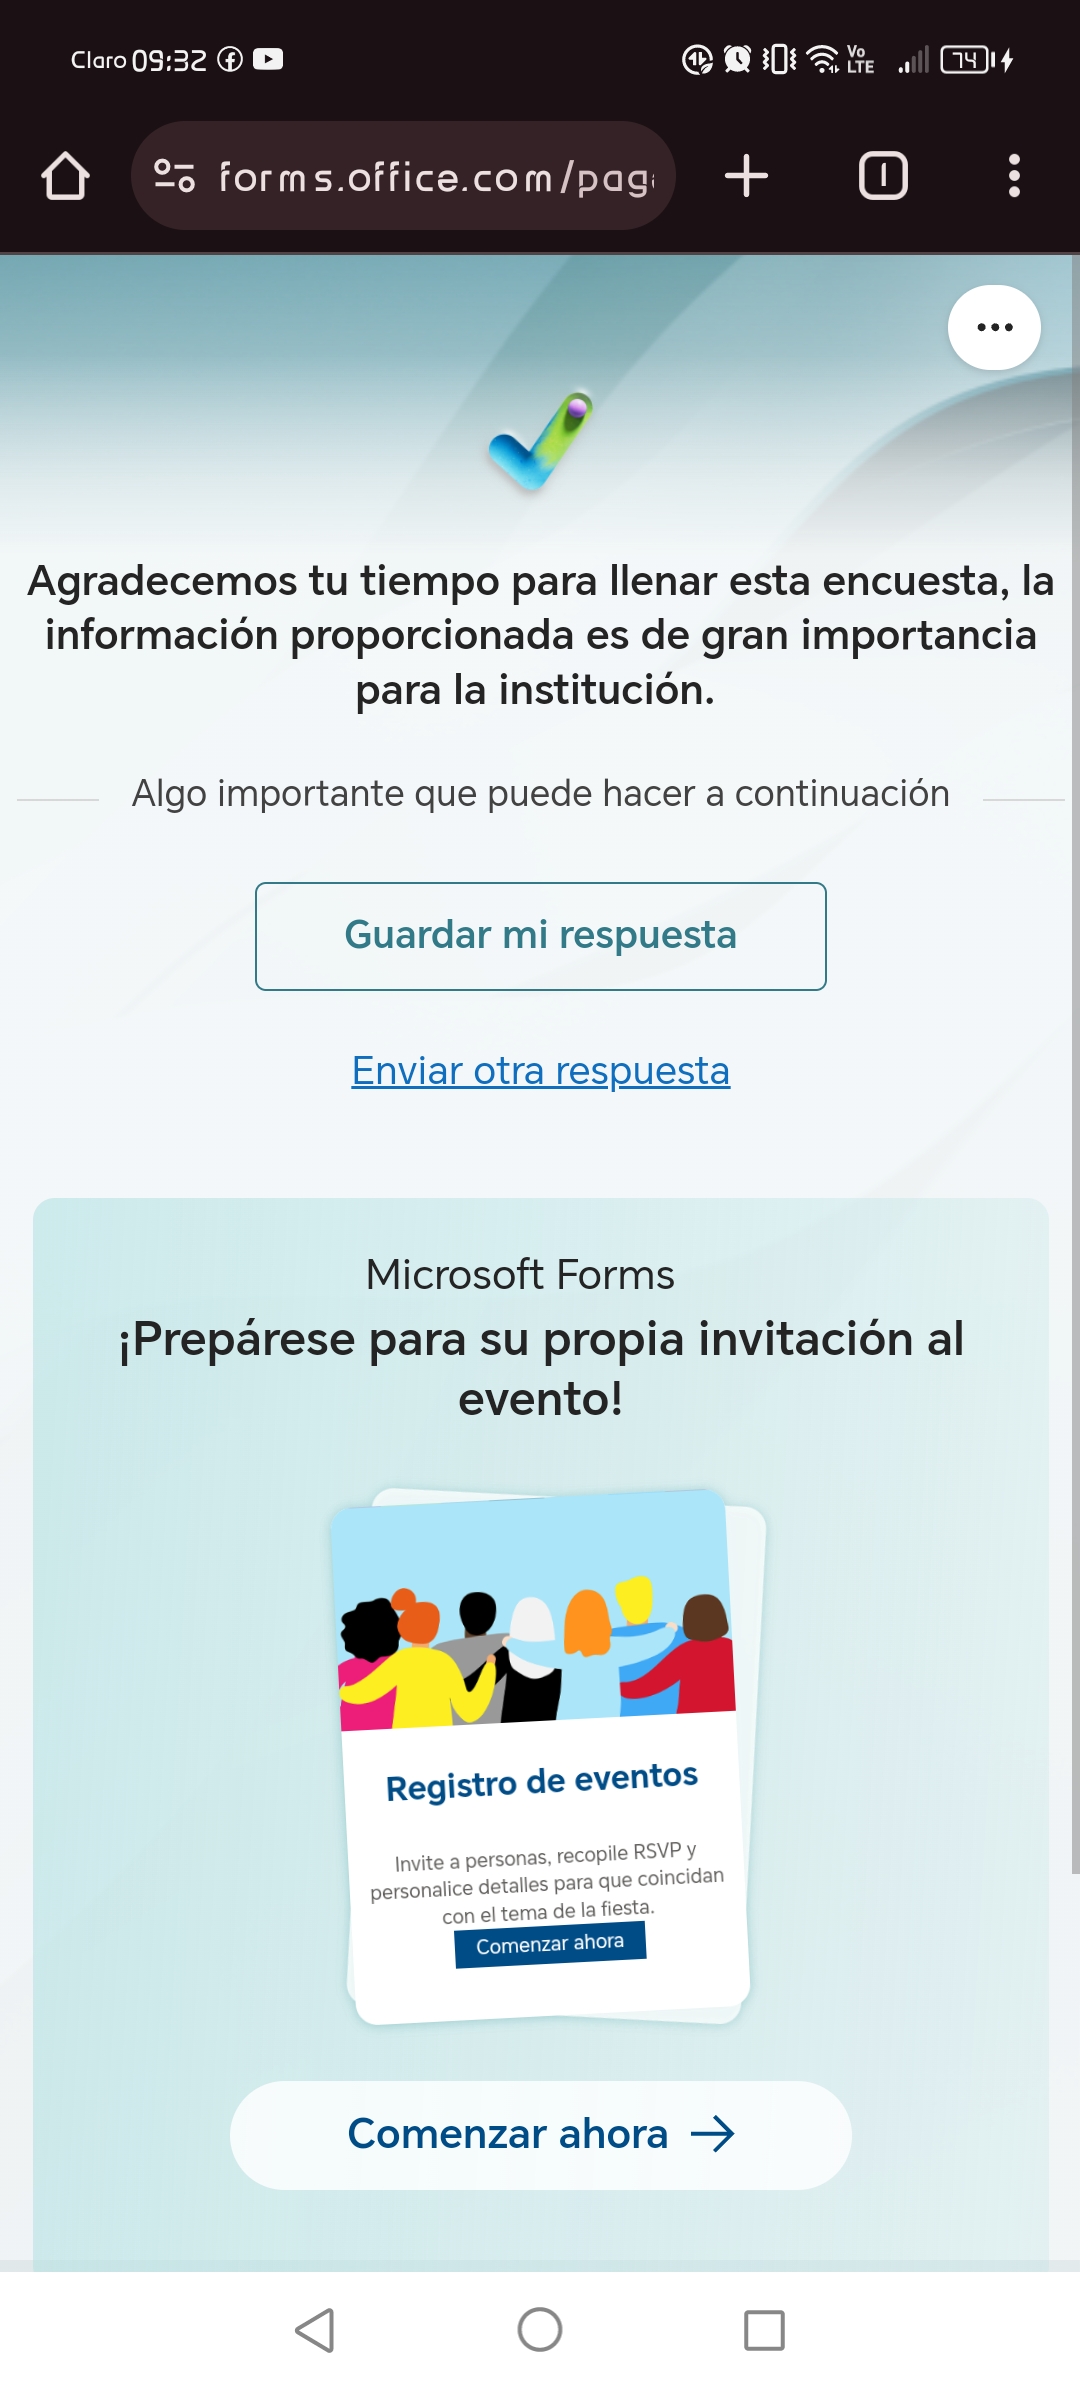 Claro 09:32
Vo
LTE
74
forms.office.com/pag
1
Agradecemos tu tiempo para llenar esta encuesta, la
información proporcionada es de gran importancia
para la institución.
Algo importante que puede hacer a continuación
Guardar mi respuesta
Enviar otra respuesta
Microsoft Forms
¡Prepárese para su propia invitación al
evento!
Registro de eventos
Invite a personas, recopile RSVP y
personalice detalles para que coincidan
con el tema de la fiesta.
Comenzar ahora
Comenzar ahora